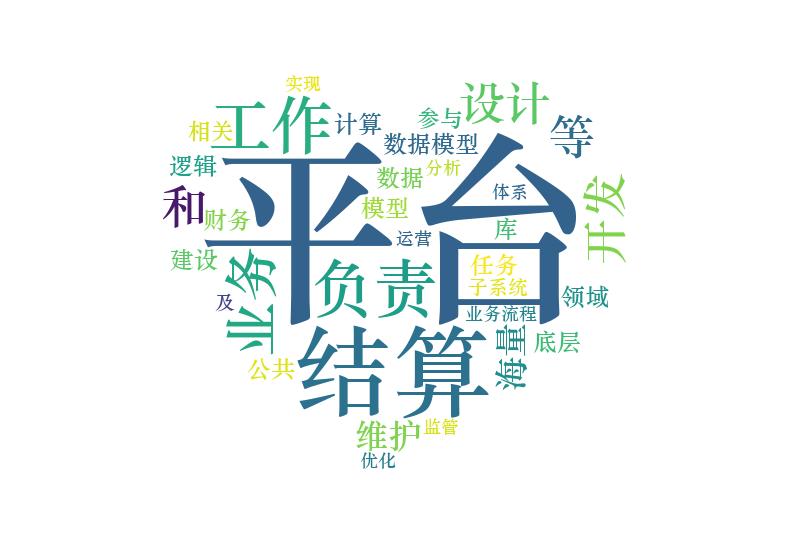 实现
工作
设计
参与
计算
相关
等
数据模型
逻辑
平台
分析
数据
体系
开发
和
模型
财务
库
运营
建设
业务
负责
任务
子系统
领域
及
业务流程
结算
海量
底层
公共
维护
监管
优化